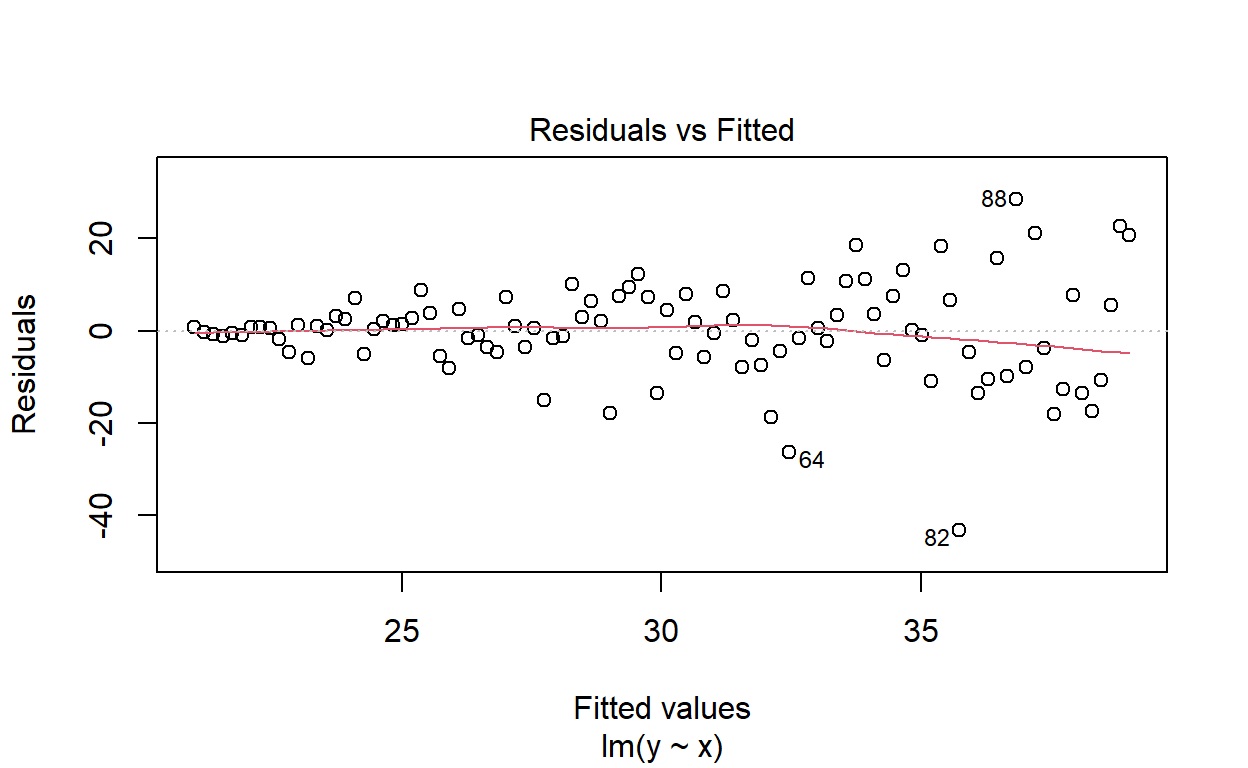 Residuals vs Fitted
Residuals
20
0
-20
-40
88
64
82
25 30 35
Fitted values
lm(y ~ x)